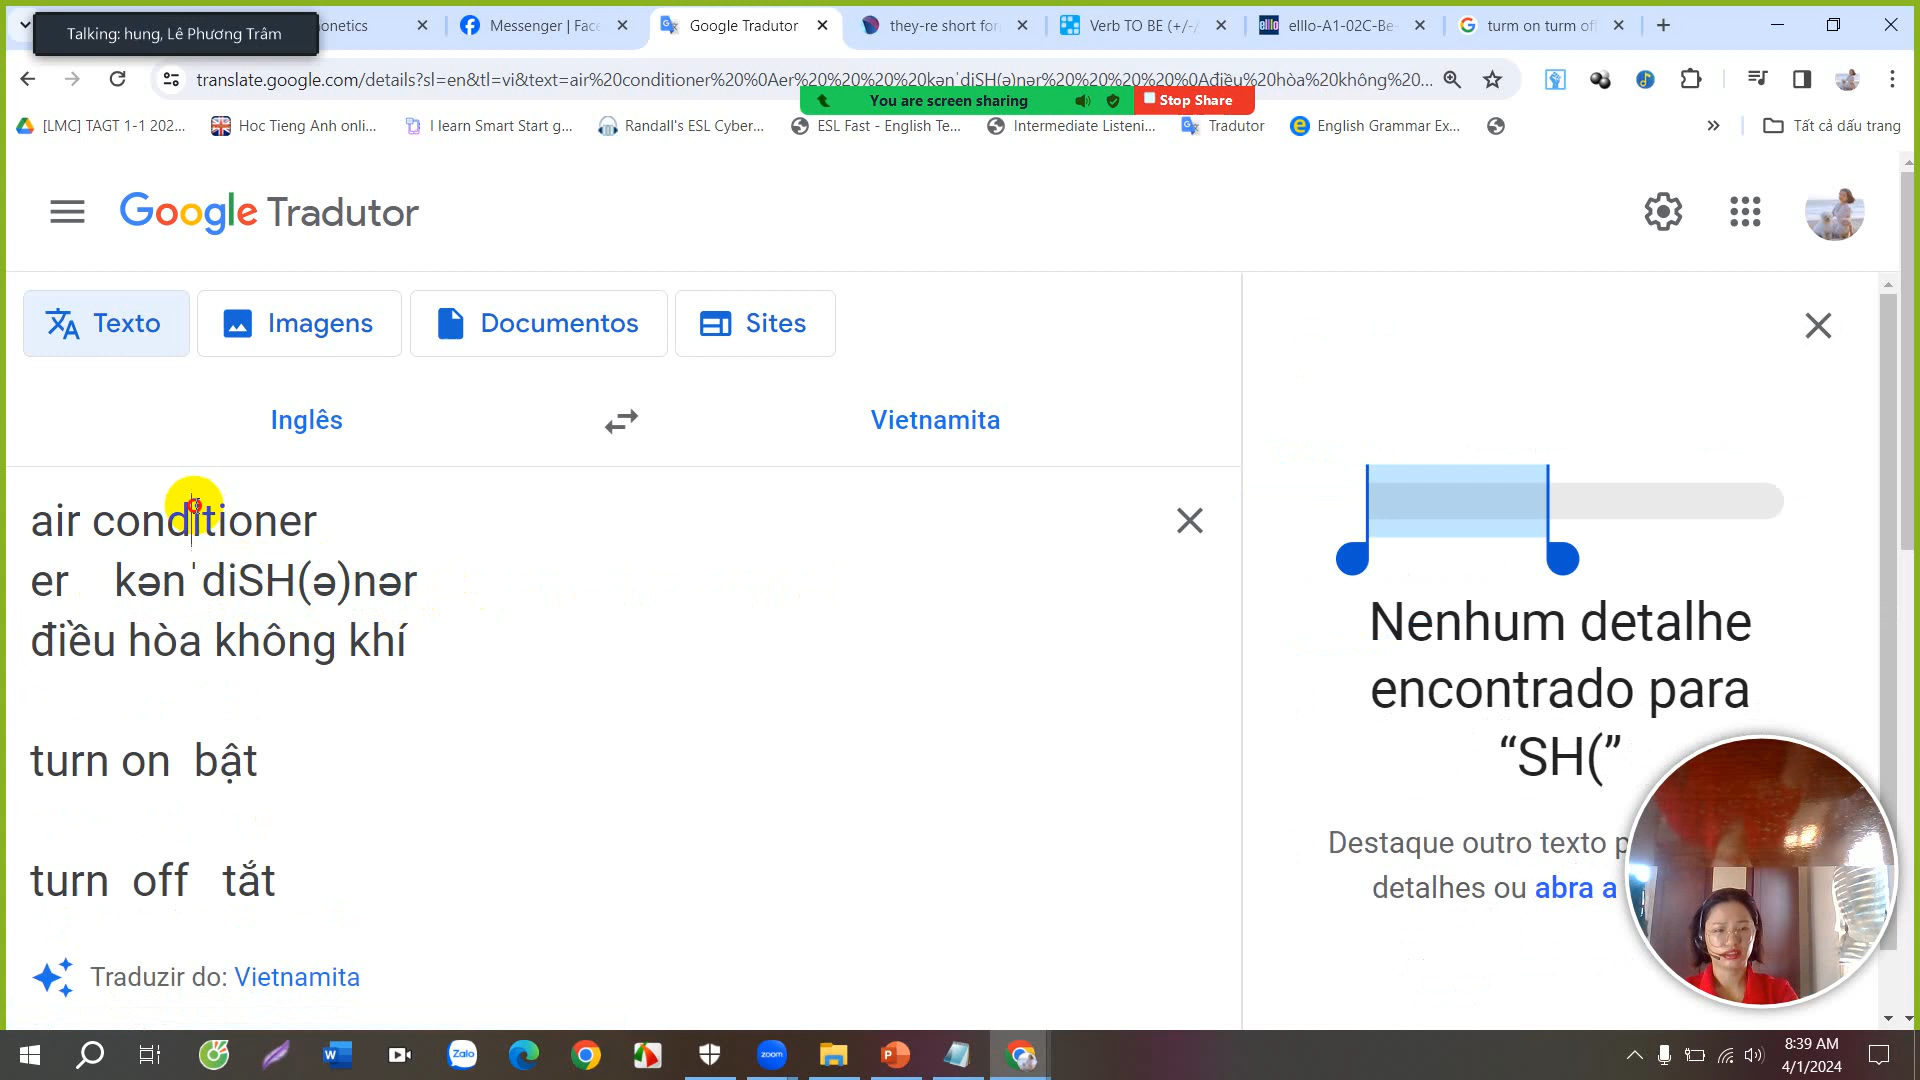 Talking: hung, Lê Phương Trâm
onetics
Messenger | Face
Google Tradutor
they-re short for
Verb TO BE (+/-/
elllo-A1-02C-Be-
turm on turm of
translate.google.com/details?sl=en&tl=vi&text=air%20conditioner%20%0Aer%20%20%20%20kənˈdiSH(ə)nər%20%20%20%20%0Ađiều%20hòa%20không%20...
You are screen sharing
Stop Share
[LMC] TAGT 1-1 202...
Hoc Tieng Anh onli...
I learn Smart Start g...
Randall's ESL Cyber...
ESL Fast - English Te...
Intermediate Listeni...
Tradutor
English Grammar Ex...
Tất cả dấu trang
Google Tradutor
Texto
Imagens
Documentos
Sites
Inglês
Vietnamita
air conditioner
er kənˈdiSH(ə)nər
điều hòa không khí
turn on bật
turn off tắt
Traduzir do: Vietnamita
Nenhum detalhe
encontrado para
“SH(”
Destaque outro texto p
detalhes ou abra a
Zalo
zoom
8:39 AM
4/1/2024